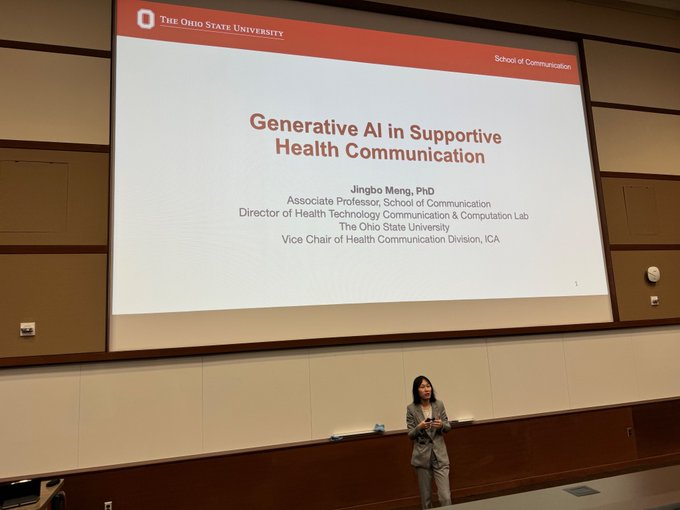 THE OHIO STATE UNIVERSITY
School of Communication
Generative AI in Supportive
Health Communication
Jingbo Meng, PhD
Associate Professor, School of Communication
Director of Health Technology Communication & Computation Lab
The Ohio State University
Vice Chair of Health Communication Division, ICA
1